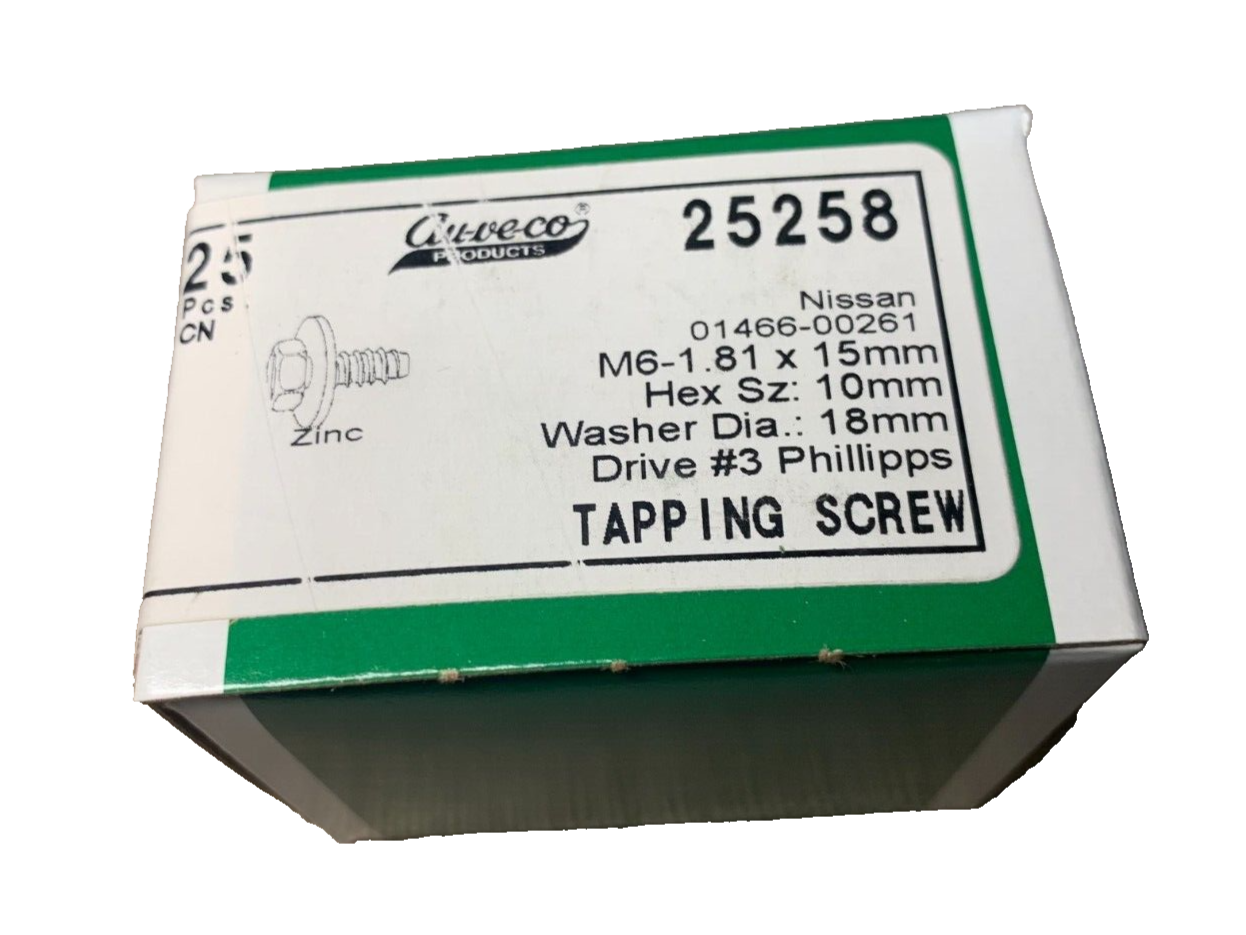 25
Pcs
CN
Au-ve-co®
PRODUCTS
25258
Nissan
01466-00261
M6-1.81 x 15mm
Hex Sz: 10mm
Washer Dia.: 18mm
Drive #3 Phillipps
TAPPING SCREW
Zinc